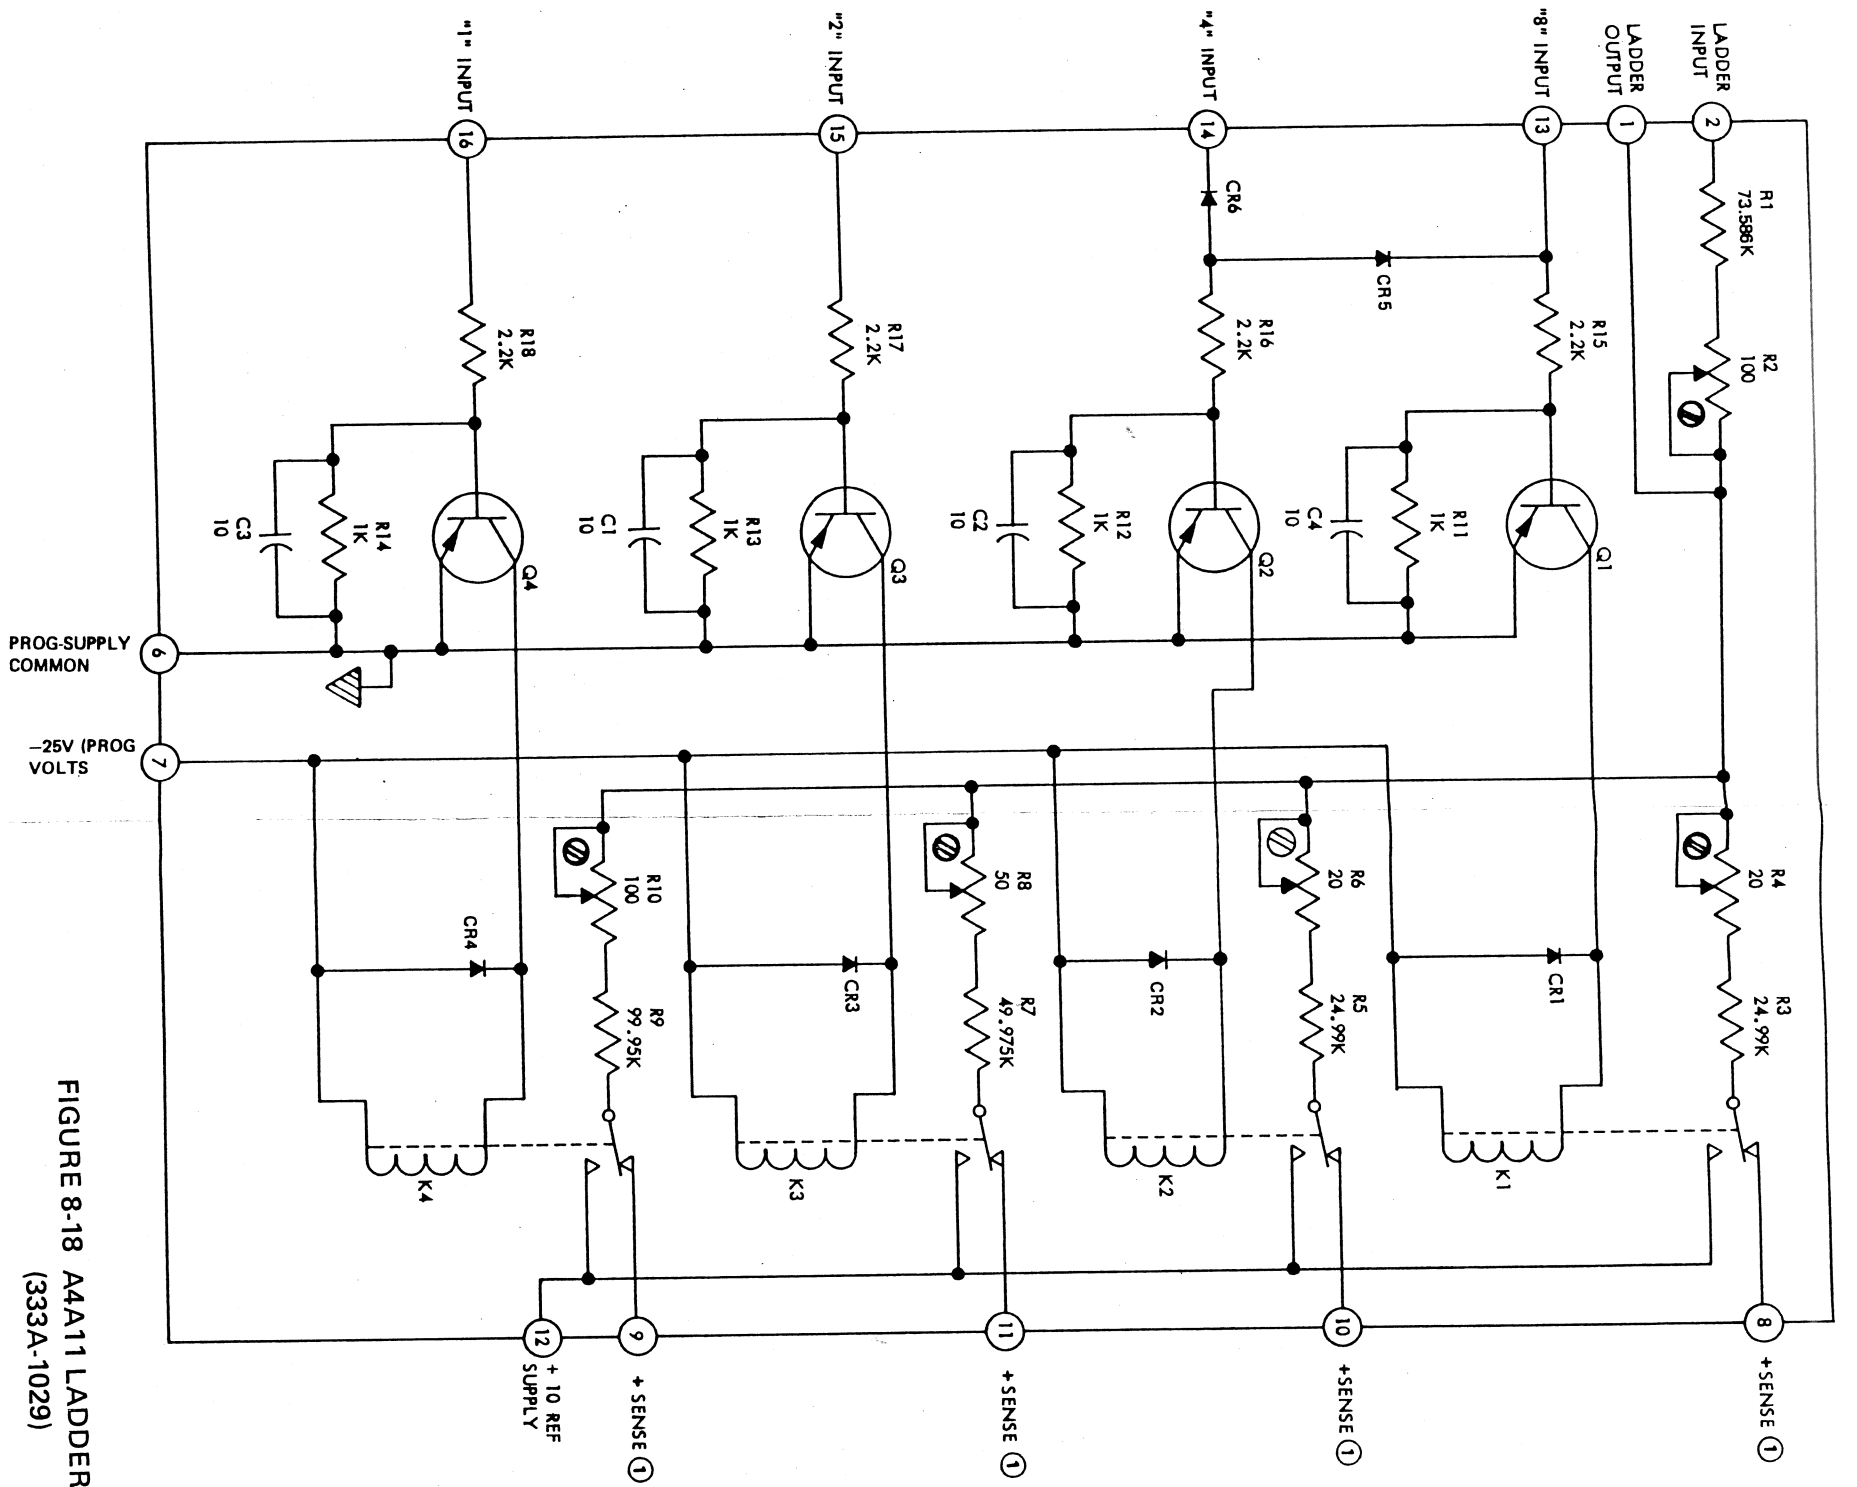 LADDER
INPUT
LADDER
OUTPUT
"8" INPUT
"4" INPUT
"2" INPUT
"1" INPUT
2
1
13
14
15
16
R1
73.586K
R2
100
CR6
CR5
R15
2.2K
R16
2.2K
R17
2.2K
R18
2.2K
R11
1K
C4
10
Q1
R12
1K
C2
10
Q2
R13
1K
C1
10
Q3
R14
1K
C3
10
Q4
PROG-SUPPLY
COMMON
6
−25V (PROG
VOLTS
7
R4
20
R3
24.99K
R6
20
R5
24.99K
R8
50
R7
49.975K
R10
100
R9
99.95K
CR1
CR2
CR3
CR4
K1
K2
K3
K4
8
+SENSE 1
10
+SENSE 1
11
+SENSE 1
9
+ SENSE 1
12
+ 10 REF
SUPPLY
FIGURE 8-18 A4A11 LADDER
(333A-1029)